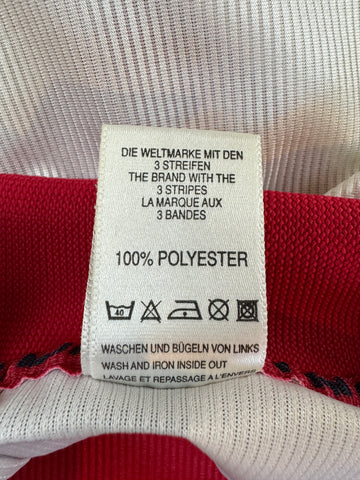 DIE WELTMARKE MIT DEN
3 STREIFEN
THE BRAND WITH THE
3 STRIPES
LA MARQUE AUX
3 BANDES
100% POLYESTER
40
WASCHEN UND BÜGELN VON LINKS
WASH AND IRON INSIDE OUT
LAVAGE ET REPASSAGE A L'ENVERS